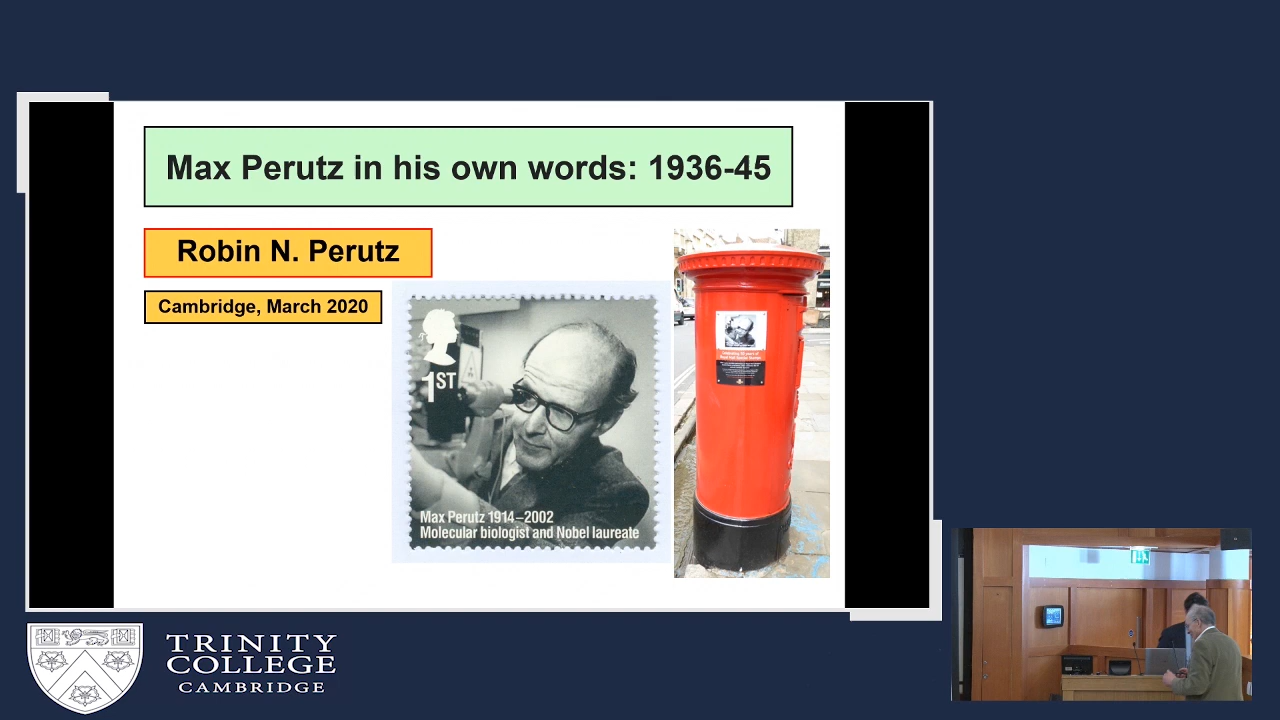 Max Perutz in his own words: 1936-45
Robin N. Perutz
Cambridge, March 2020
1ST
Max Perutz 1914–2002
Molecular biologist and Nobel laureate
TRINITY
COLLEGE
CAMBRIDGE